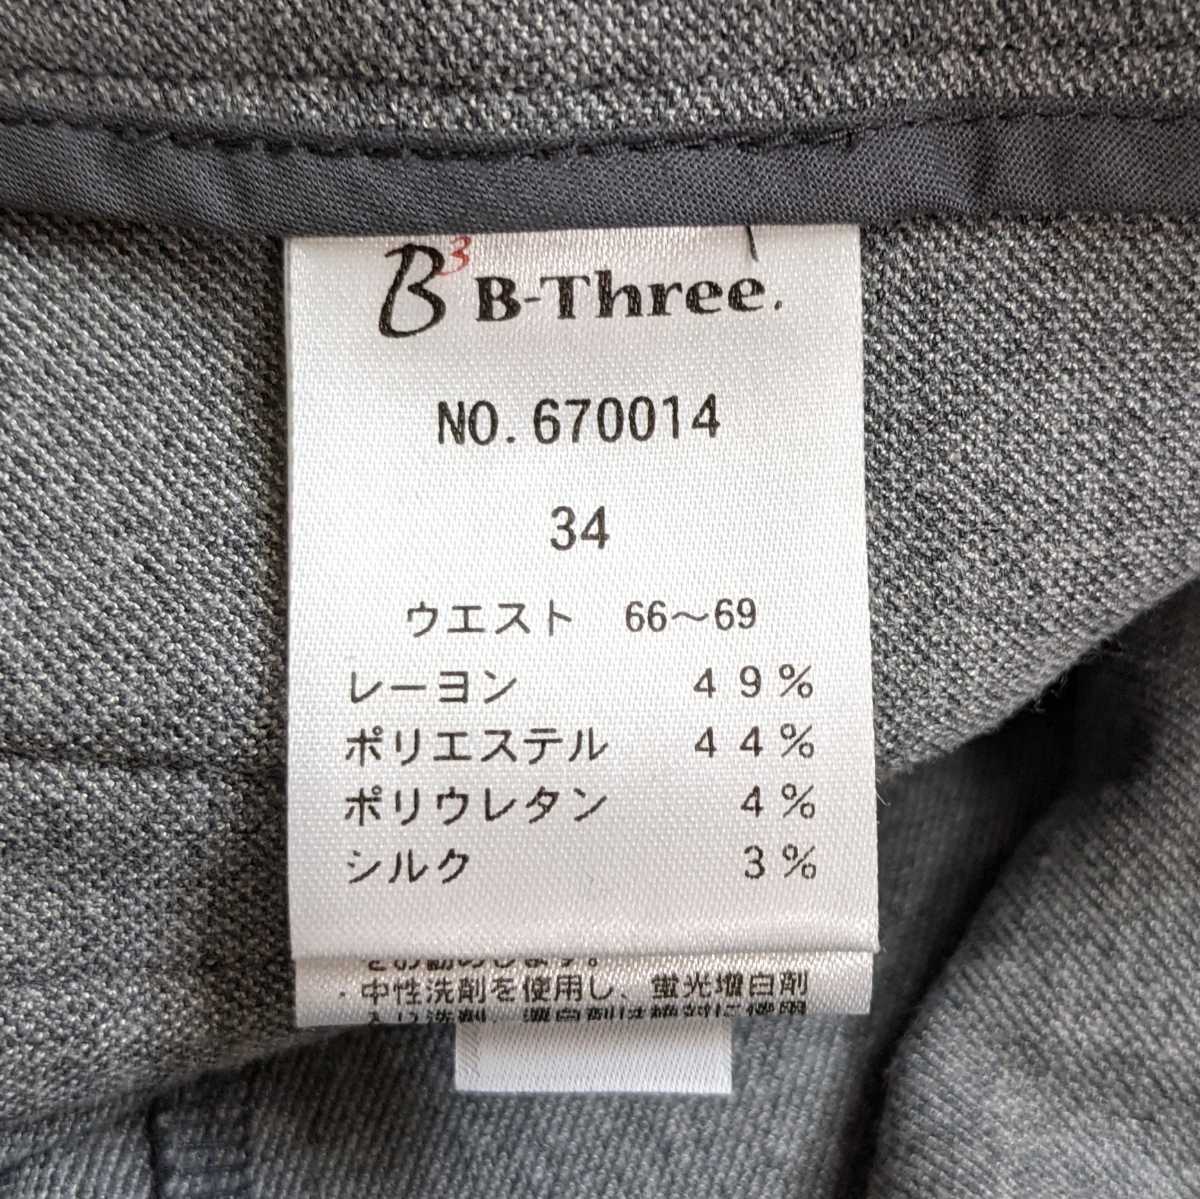 B3 B-Three.
NO.670014
34
ウエスト 66～69
レーヨン 49%
ポリエステル 44%
ポリウレタン 4%
シルク 3%
・中性洗剤を使用し、蛍光増白剤